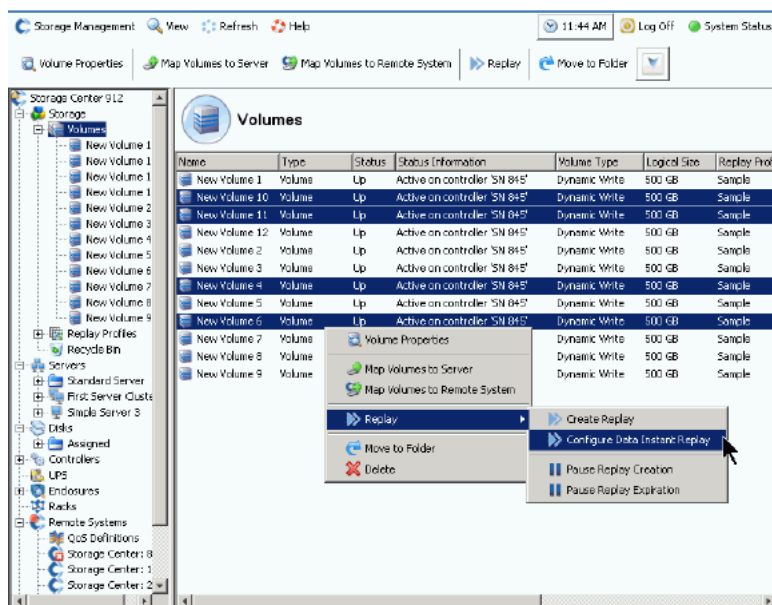 Storage Management View Refresh Help 11:44 AM Log Off System Status
Volume Properties Map Volumes to Server Map Volumes to Remote System Replay Move to Folder
Storage Center 912
Storage
Volumes
New Volume 1
New Volume 1
New Volume 1
New Volume 1
New Volume 2
New Volume 3
New Volume 4
New Volume 5
New Volume 6
New Volume 7
New Volume 8
New Volume 9
Replay Profiles
Recycle Bin
Servers
Standard Server
First Server Cluste
Simple Server 3
Disks
Assigned
Controllers
UPS
Enclosures
Racks
Remote Systems
QoS Definitions
Storage Center: 8
Storage Center: 1
Storage Center: 2
Volumes
Name Type Status Status Information Volume Type Logical Size Replay Prof
New Volume 1 Volume Up Active on controller 'SN 845' Dynamic Write 500 GB Sample
New Volume 10 Volume Up Active on controller 'SN 845' Dynamic Write 500 GB Sample
New Volume 11 Volume Up Active on controller 'SN 845' Dynamic Write 500 GB Sample
New Volume 12 Volume Up Active on controller 'SN 845' Dynamic Write 500 GB Sample
New Volume 2 Volume Up Active on controller 'SN 845' Dynamic Write 500 GB Sample
New Volume 3 Volume Up Active on controller 'SN 845' Dynamic Write 500 GB Sample
New Volume 4 Volume Up Active on controller 'SN 845' Dynamic Write 500 GB Sample
New Volume 5 Volume Up Active on controller 'SN 845' Dynamic Write 500 GB Sample
New Volume 6 Volume Up Active on controller 'SN 845' Dynamic Write 500 GB Sample
New Volume 7 Volume Dynamic Write 500 GB Sample
New Volume 8 Volume Dynamic Write 500 GB Sample
New Volume 9 Volume Dynamic Write 500 GB Sample
Volume Properties
Map Volumes to Server
Map Volumes to Remote System
Replay
Move to Folder
Delete
Create Replay
Configure Data Instant Replay
Pause Replay Creation
Pause Replay Expiration